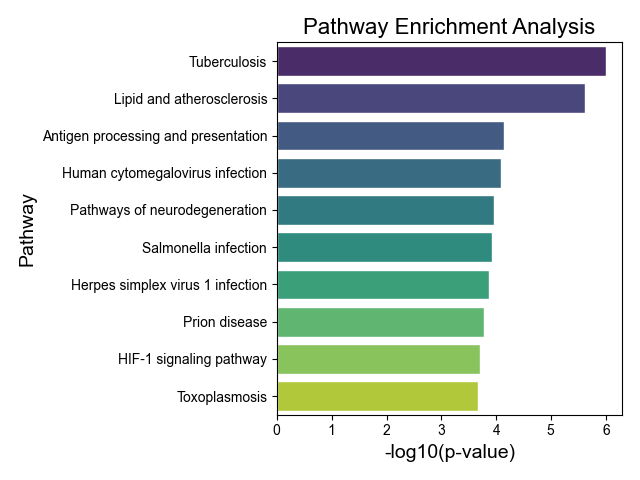 Pathway Enrichment Analysis
Pathway
Tuberculosis
Lipid and atherosclerosis
Antigen processing and presentation
Human cytomegalovirus infection
Pathways of neurodegeneration
Salmonella infection
Herpes simplex virus 1 infection
Prion disease
HIF-1 signaling pathway
Toxoplasmosis
0 1 2 3 4 5 6
-log10(p-value)